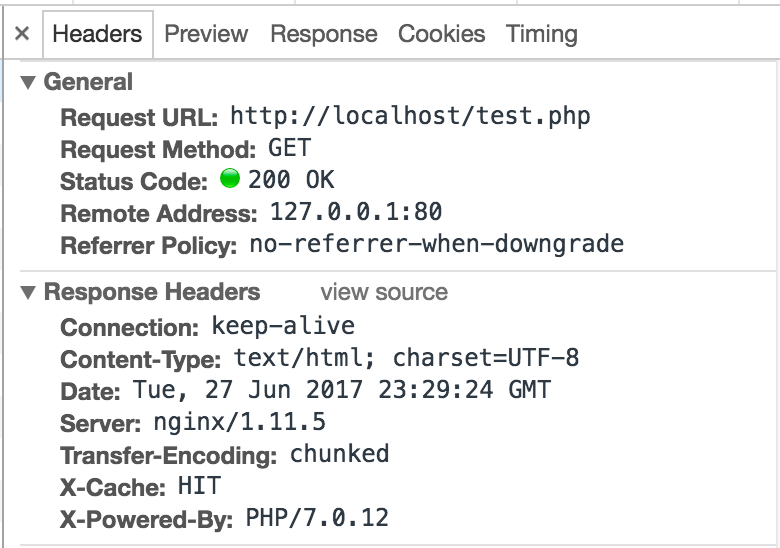 × Headers Preview Response Cookies Timing
▼ General
Request URL: http://localhost/test.php
Request Method: GET
Status Code: 200 OK
Remote Address: 127.0.0.1:80
Referrer Policy: no-referrer-when-downgrade
▼ Response Headers view source
Connection: keep-alive
Content-Type: text/html; charset=UTF-8
Date: Tue, 27 Jun 2017 23:29:24 GMT
Server: nginx/1.11.5
Transfer-Encoding: chunked
X-Cache: HIT
X-Powered-By: PHP/7.0.12